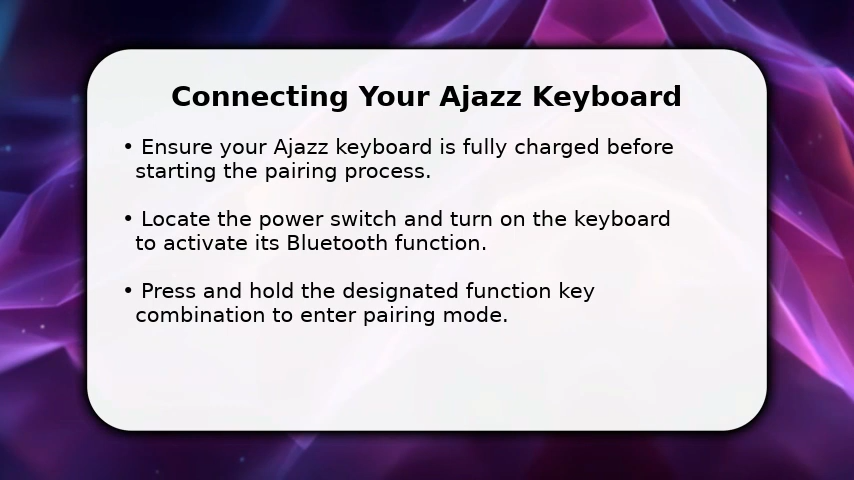 Connecting Your Ajazz Keyboard
• Ensure your Ajazz keyboard is fully charged before
starting the pairing process.
• Locate the power switch and turn on the keyboard
to activate its Bluetooth function.
• Press and hold the designated function key
combination to enter pairing mode.